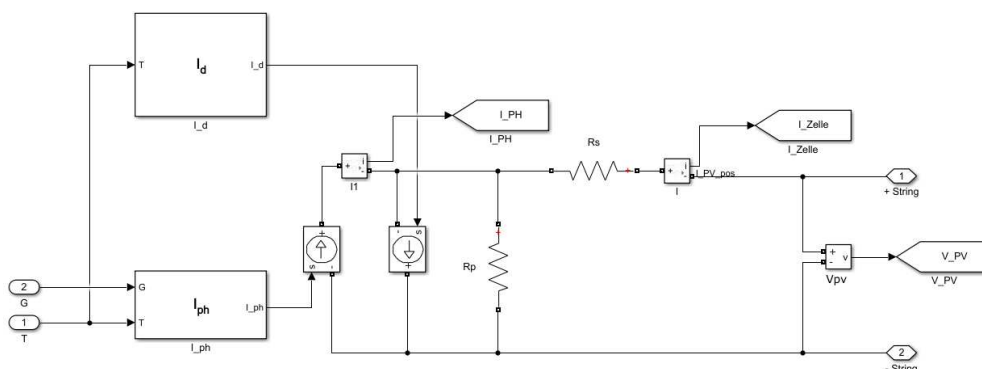 I_d
T
I_d
I_d
I_PH
I_PH
I_Zelle
I_Zelle
Rs
+
i
-
I1
+
+
i
-
I_PV_pos
I
1
+ String
s
-
+
+
s
-
+
Rp
+
-
v
Vpv
V_PV
V_PV
2
G
1
T
G
T
I_ph
I_ph
I_ph
2
- String